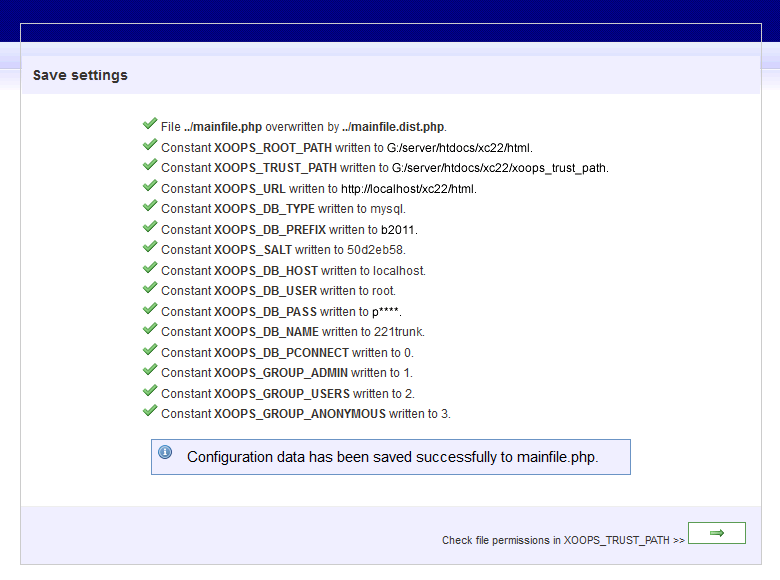 Save settings
File ../mainfile.php overwritten by ../mainfile.dist.php.
Constant XOOPS_ROOT_PATH written to G:/server/htdocs/xc22/html.
Constant XOOPS_TRUST_PATH written to G:/server/htdocs/xc22/xoops_trust_path.
Constant XOOPS_URL written to http://localhost/xc22/html.
Constant XOOPS_DB_TYPE written to mysql.
Constant XOOPS_DB_PREFIX written to b2011.
Constant XOOPS_SALT written to 50d2eb58.
Constant XOOPS_DB_HOST written to localhost.
Constant XOOPS_DB_USER written to root.
Constant XOOPS_DB_PASS written to p****.
Constant XOOPS_DB_NAME written to 221trunk.
Constant XOOPS_DB_PCONNECT written to 0.
Constant XOOPS_GROUP_ADMIN written to 1.
Constant XOOPS_GROUP_USERS written to 2.
Constant XOOPS_GROUP_ANONYMOUS written to 3.
Configuration data has been saved successfully to mainfile.php.
Check file permissions in XOOPS_TRUST_PATH >>